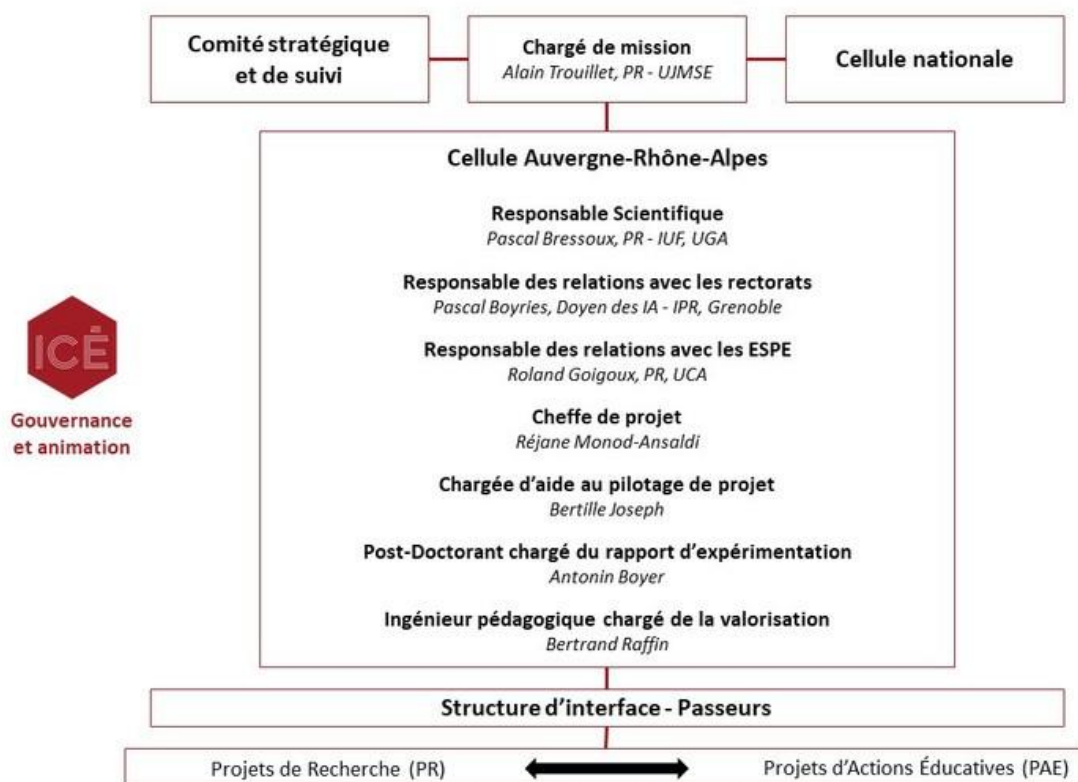 Comité stratégique
et de suivi
Chargé de mission
Alain Trouillet, PR - UJMSE
Cellule nationale
Cellule Auvergne-Rhône-Alpes
Responsable Scientifique
Pascal Bressoux, PR - IUF, UGA
Responsable des relations avec les rectorats
Pascal Boyries, Doyen des IA - IPR, Grenoble
Responsable des relations avec les ESPE
Roland Goigoux, PR, UCA
Cheffe de projet
Réjane Monod-Ansaldi
Chargée d'aide au pilotage de projet
Bertille Joseph
Post-Doctorant chargé du rapport d'expérimentation
Antonin Boyer
Ingénieur pédagogique chargé de la valorisation
Bertrand Raffin
ICÉ
Gouvernance
et animation
Structure d'interface - Passeurs
Projets de Recherche (PR)
Projets d'Actions Éducatives (PAE)